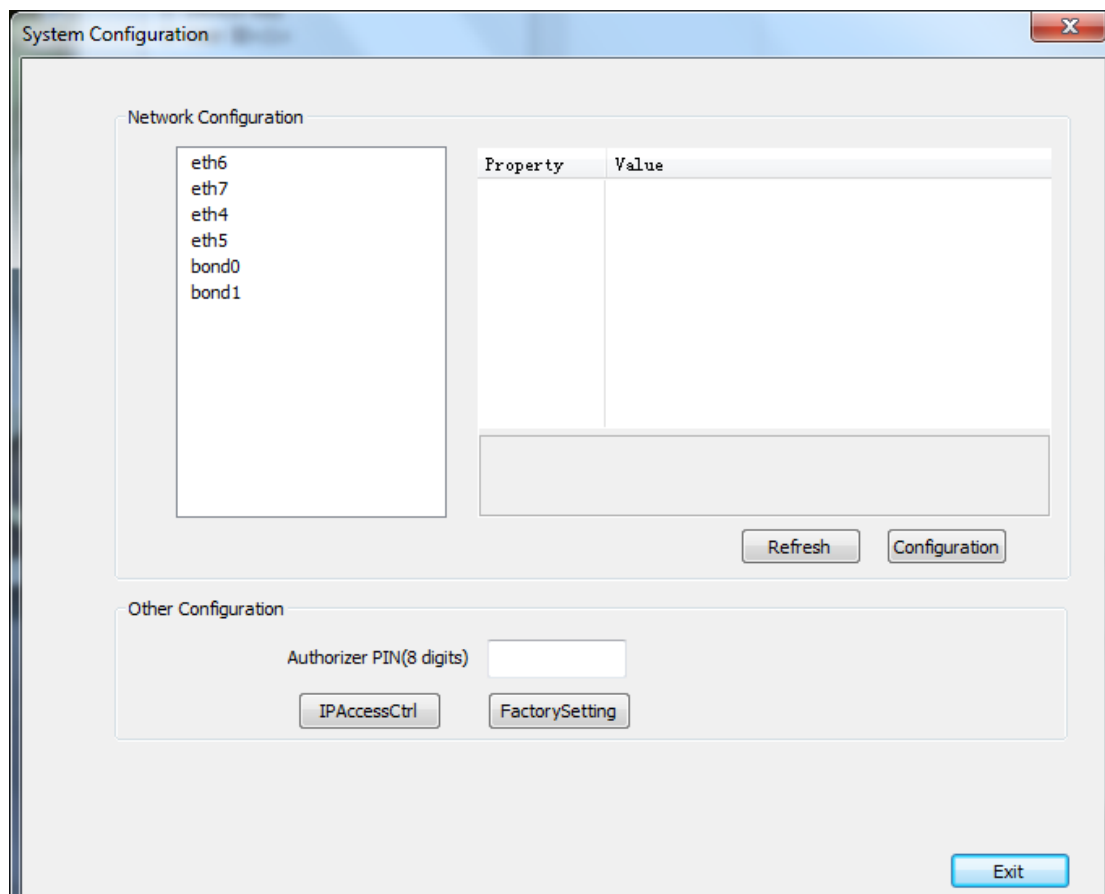 System Configuration
Network Configuration
eth6
eth7
eth4
eth5
bond0
bond1
Property Value
Refresh Configuration
Other Configuration
Authorizer PIN(8 digits)
IPAccessCtrl FactorySetting
Exit